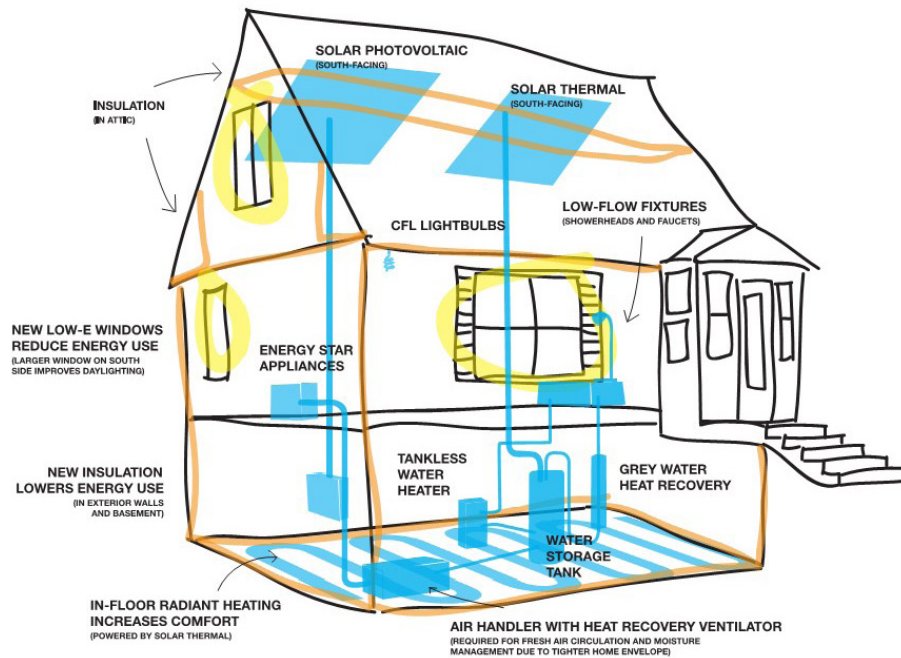 SOLAR PHOTOVOLTAIC
(SOUTH-FACING)
SOLAR THERMAL
(SOUTH-FACING)
INSULATION
(IN ATTIC)
LOW-FLOW FIXTURES
(SHOWERHEADS AND FAUCETS)
CFL LIGHTBULBS
NEW LOW-E WINDOWS
REDUCE ENERGY USE
(LARGER WINDOW ON SOUTH
SIDE IMPROVES DAYLIGHTING)
ENERGY STAR
APPLIANCES
NEW INSULATION
LOWERS ENERGY USE
(IN EXTERIOR WALLS
AND BASEMENT)
TANKLESS
WATER
HEATER
GREY WATER
HEAT RECOVERY
WATER
STORAGE
TANK
IN-FLOOR RADIANT HEATING
INCREASES COMFORT
(POWERED BY SOLAR THERMAL)
AIR HANDLER WITH HEAT RECOVERY VENTILATOR
(REQUIRED FOR FRESH AIR CIRCULATION AND MOISTURE
MANAGEMENT DUE TO TIGHTER HOME ENVELOPE)